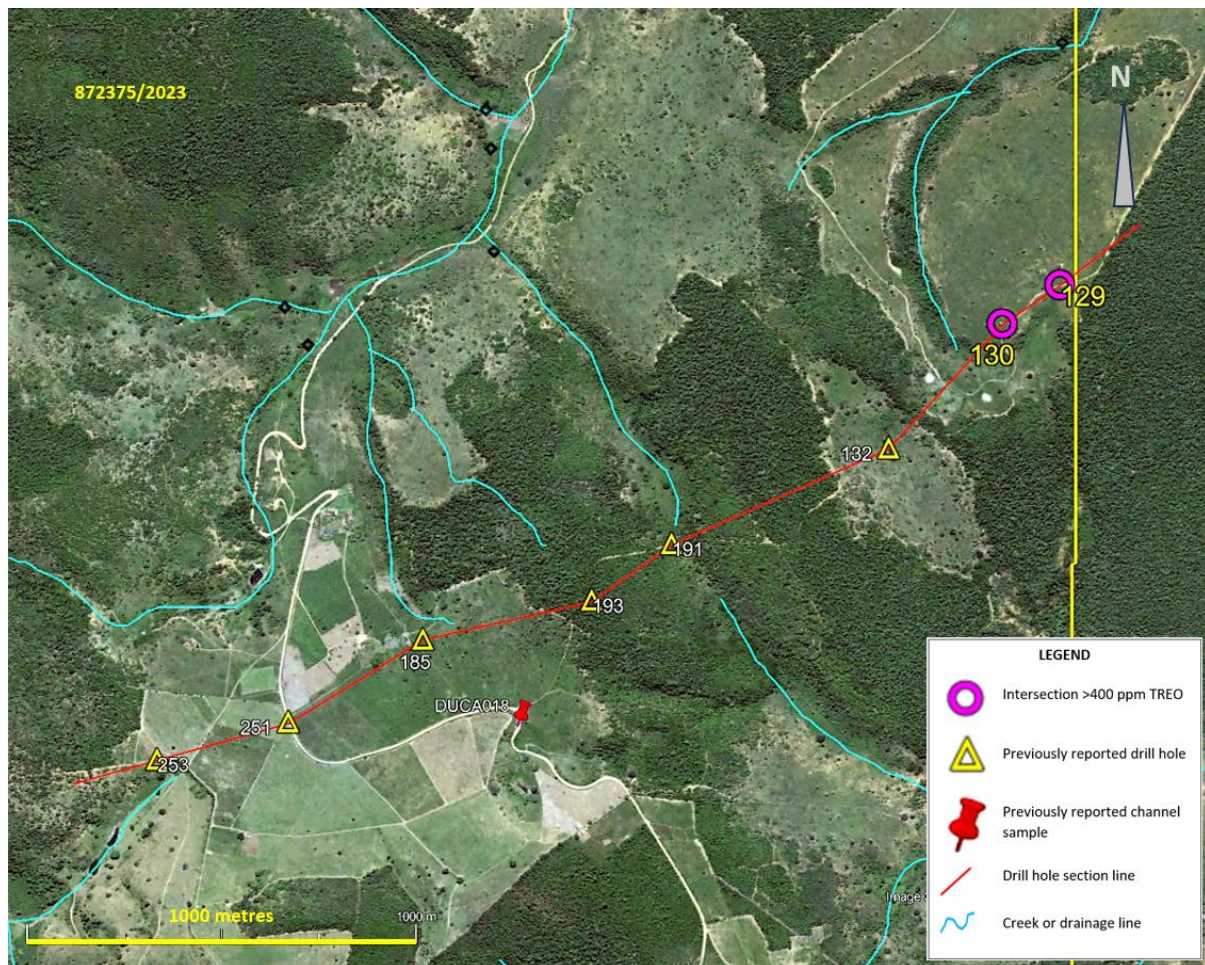 872375/2023
N
129
130
132
191
193
185
DUCA018
251
253
1000 metres
1000 m
Image
LEGEND
Intersection >400 ppm TREO
Previously reported drill hole
Previously reported channel
sample
Drill hole section line
Creek or drainage line